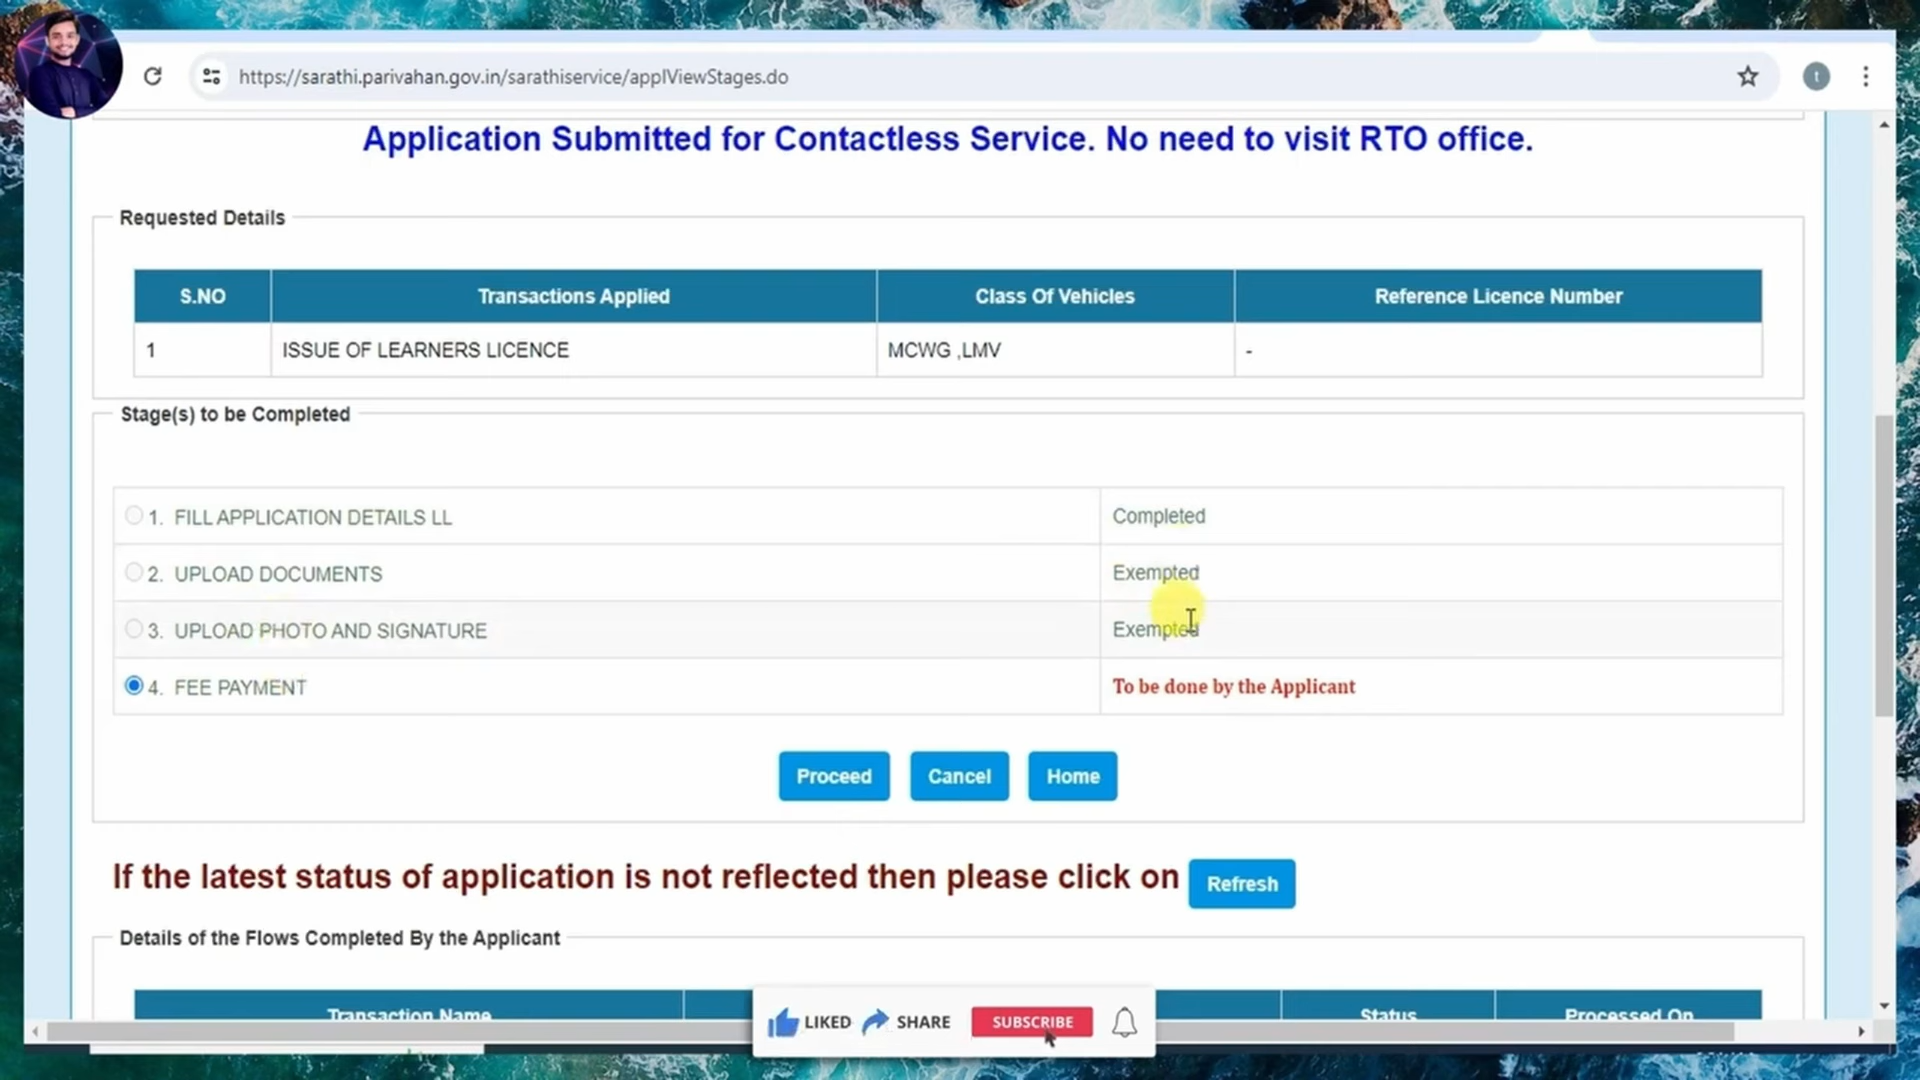 https://sarathi.parivahan.gov.in/sarathiservice/applViewStages.do
t
Application Submitted for Contactless Service. No need to visit RTO office.
Requested Details
S.NO Transactions Applied Class Of Vehicles Reference Licence Number
1 ISSUE OF LEARNERS LICENCE MCWG ,LMV -
Stage(s) to be Completed
1. FILL APPLICATION DETAILS LL Completed
2. UPLOAD DOCUMENTS Exempted
3. UPLOAD PHOTO AND SIGNATURE Exempted
4. FEE PAYMENT To be done by the Applicant
Proceed Cancel Home
If the latest status of application is not reflected then please click on Refresh
Details of the Flows Completed By the Applicant
Transaction Name Status Processed On
LIKED SHARE SUBSCRIBE